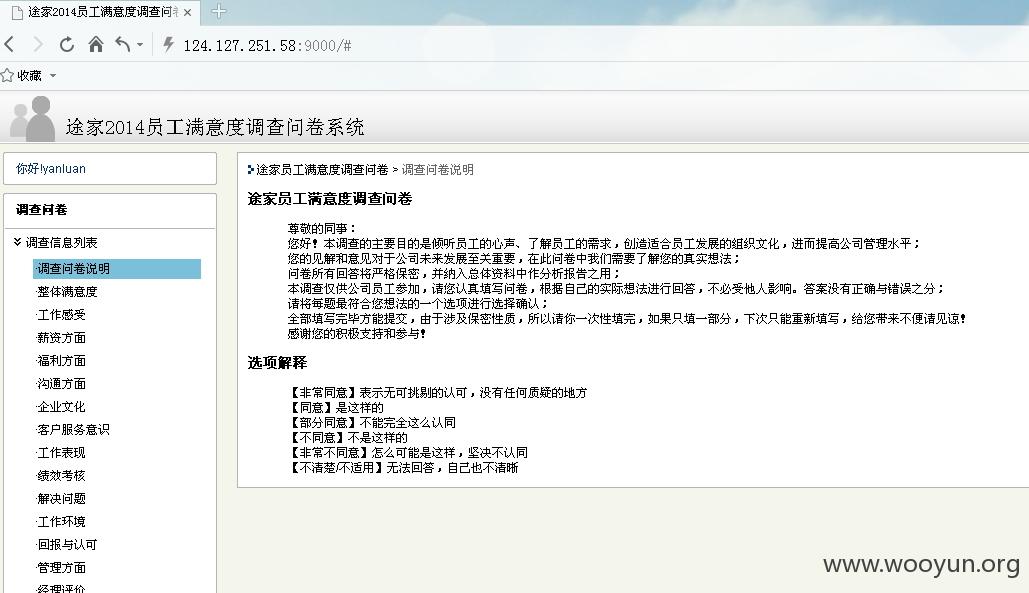 途家2014员工满意度调查问卷
124.127.251.58:9000/#
收藏
途家2014员工满意度调查问卷系统
你好!yanluan
调查问卷
调查信息列表
·调查问卷说明
·整体满意度
·工作感受
·薪资方面
·福利方面
·沟通方面
·企业文化
·客户服务意识
·工作表现
·绩效考核
·解决问题
·工作环境
·回报与认可
·管理方面
·经理评价
途家员工满意度调查问卷 > 调查问卷说明
途家员工满意度调查问卷
尊敬的同事：
您好！本调查的主要目的是倾听员工的心声、了解员工的需求，创造适合员工发展的组织文化，进而提高公司管理水平；
您的见解和意见对于公司未来发展至关重要，在此问卷中我们需要了解您的真实想法；
问卷所有回答将严格保密，并纳入总体资料中作分析报告之用；
本调查仅供公司员工参加，请您认真填写问卷，根据自己的实际想法进行回答，不必受他人影响。答案没有正确与错误之分；
请将每题最符合您想法的一个选项进行选择确认；
全部填写完毕方能提交，由于涉及保密性质，所以请你一次性填完，如果只填一部分，下次只能重新填写，给您带来不便请见谅！
感谢您的积极支持和参与！
选项解释
【非常同意】表示无可挑剔的认可，没有任何质疑的地方
【同意】是这样的
【部分同意】不能完全这么认同
【不同意】不是这样的
【非常不同意】怎么可能是这样，坚决不认同
【不清楚/不适用】无法回答，自己也不清晰
www.wooyun.org